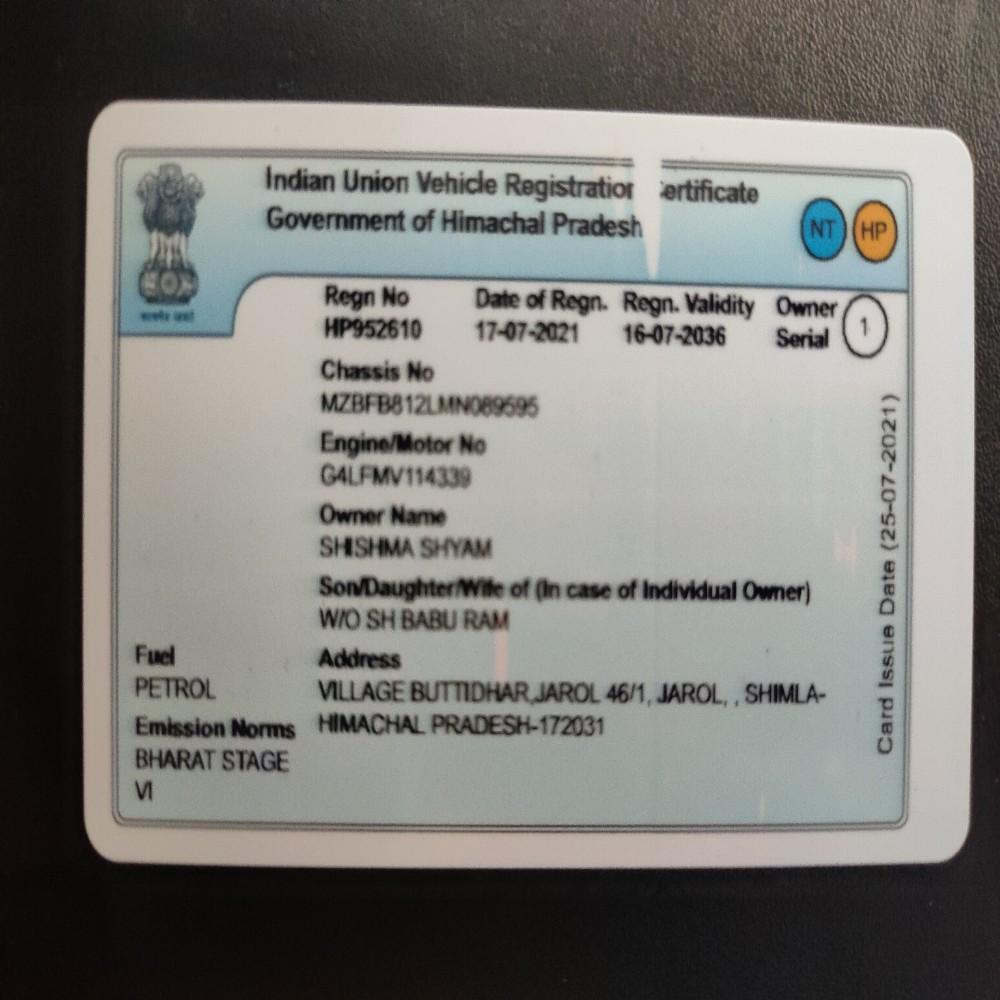 Indian Union Vehicle Registration Certificate
Government of Himachal Pradesh
NT HP
Regn No Date of Regn. Regn. Validity Owner Serial 1
HP952610 17-07-2021 16-07-2036
Chassis No
MZBFB812LMN089595
Engine/Motor No
G4LFMV114339
Owner Name
SHISHMA SHYAM
Son/Daughter/Wife of (In case of Individual Owner)
W/O SH BABU RAM
Fuel
PETROL
Emission Norms
BHARAT STAGE
VI
Address
VILLAGE BUTTIDHAR,JAROL 46/1, JAROL, , SHIMLA-
HIMACHAL PRADESH-172031
Card Issue Date (25-07-2021)